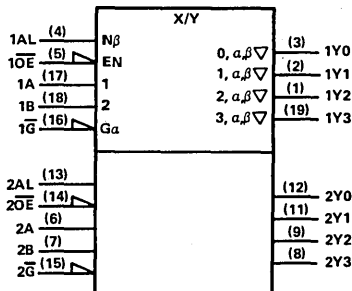 X/Y
1AL (4) Nβ
1O̅E̅ (5) EN
1A (17) 1
1B (18) 2
1G̅ (16) Gα
0, α,β▽ (3) 1Y0
1, α,β▽ (2) 1Y1
2, α,β▽ (1) 1Y2
3, α,β▽ (19) 1Y3
2AL (13)
2O̅E̅ (14)
2A (6)
2B (7)
2G̅ (15)
(12) 2Y0
(11) 2Y1
(9) 2Y2
(8) 2Y3